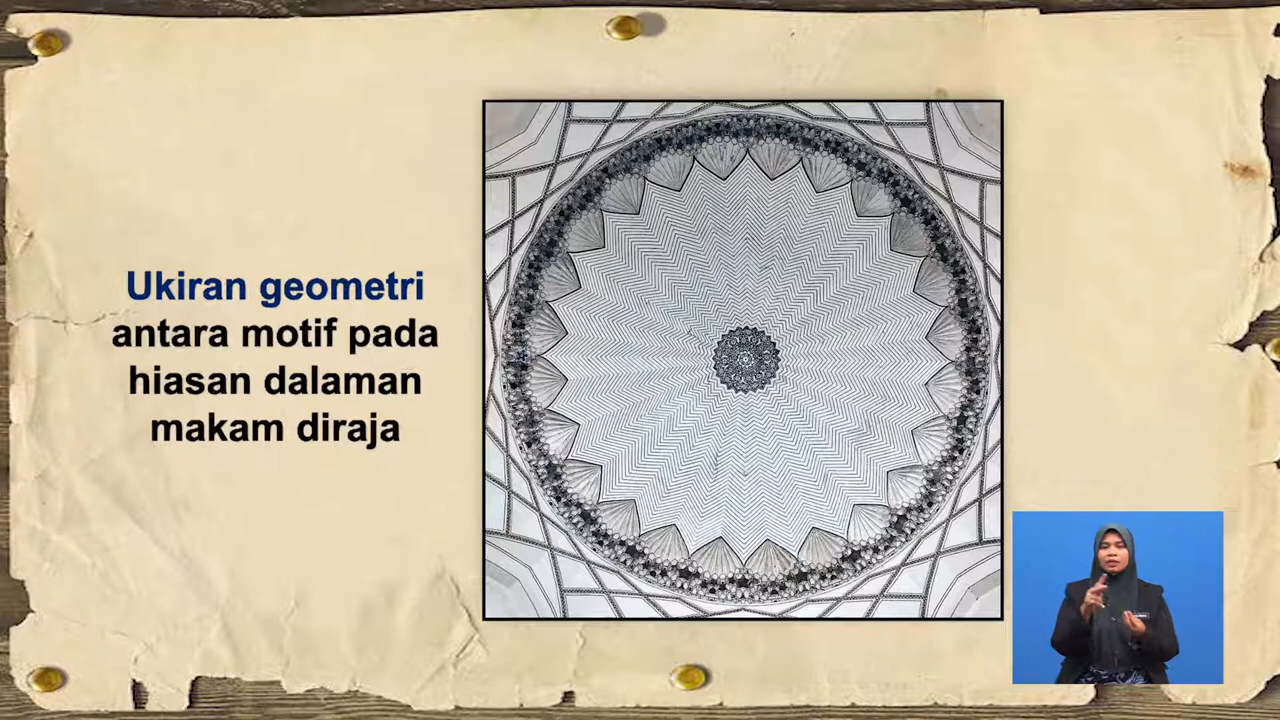 Ukiran geometri
antara motif pada
hiasan dalaman
makam diraja